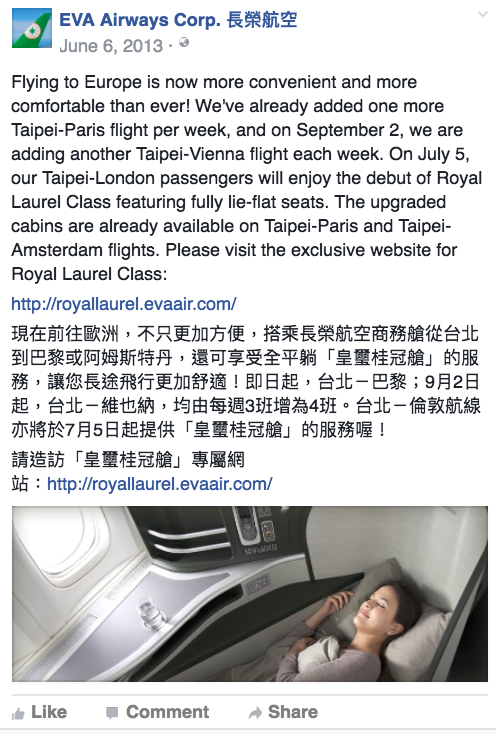 EVA Airways Corp. 長榮航空
June 6, 2013 ·
Flying to Europe is now more convenient and more
comfortable than ever! We've already added one more
Taipei-Paris flight per week, and on September 2, we are
adding another Taipei-Vienna flight each week. On July 5,
our Taipei-London passengers will enjoy the debut of Royal
Laurel Class featuring fully lie-flat seats. The upgraded
cabins are already available on Taipei-Paris and Taipei-
Amsterdam flights. Please visit the exclusive website for
Royal Laurel Class:
http://royallaurel.evaair.com/
現在前往歐洲，不只更加方便，搭乘長榮航空商務艙從台北
到巴黎或阿姆斯特丹，還可享受全平躺「皇璽桂冠艙」的服
務，讓您長途飛行更加舒適！即日起，台北－巴黎；9月2日
起，台北－維也納，均由每週3班增為4班。台北－倫敦航線
亦將於7月5日起提供「皇璽桂冠艙」的服務喔！
請造訪「皇璽桂冠艙」專屬網
站：http://royallaurel.evaair.com/
Like
Comment
Share